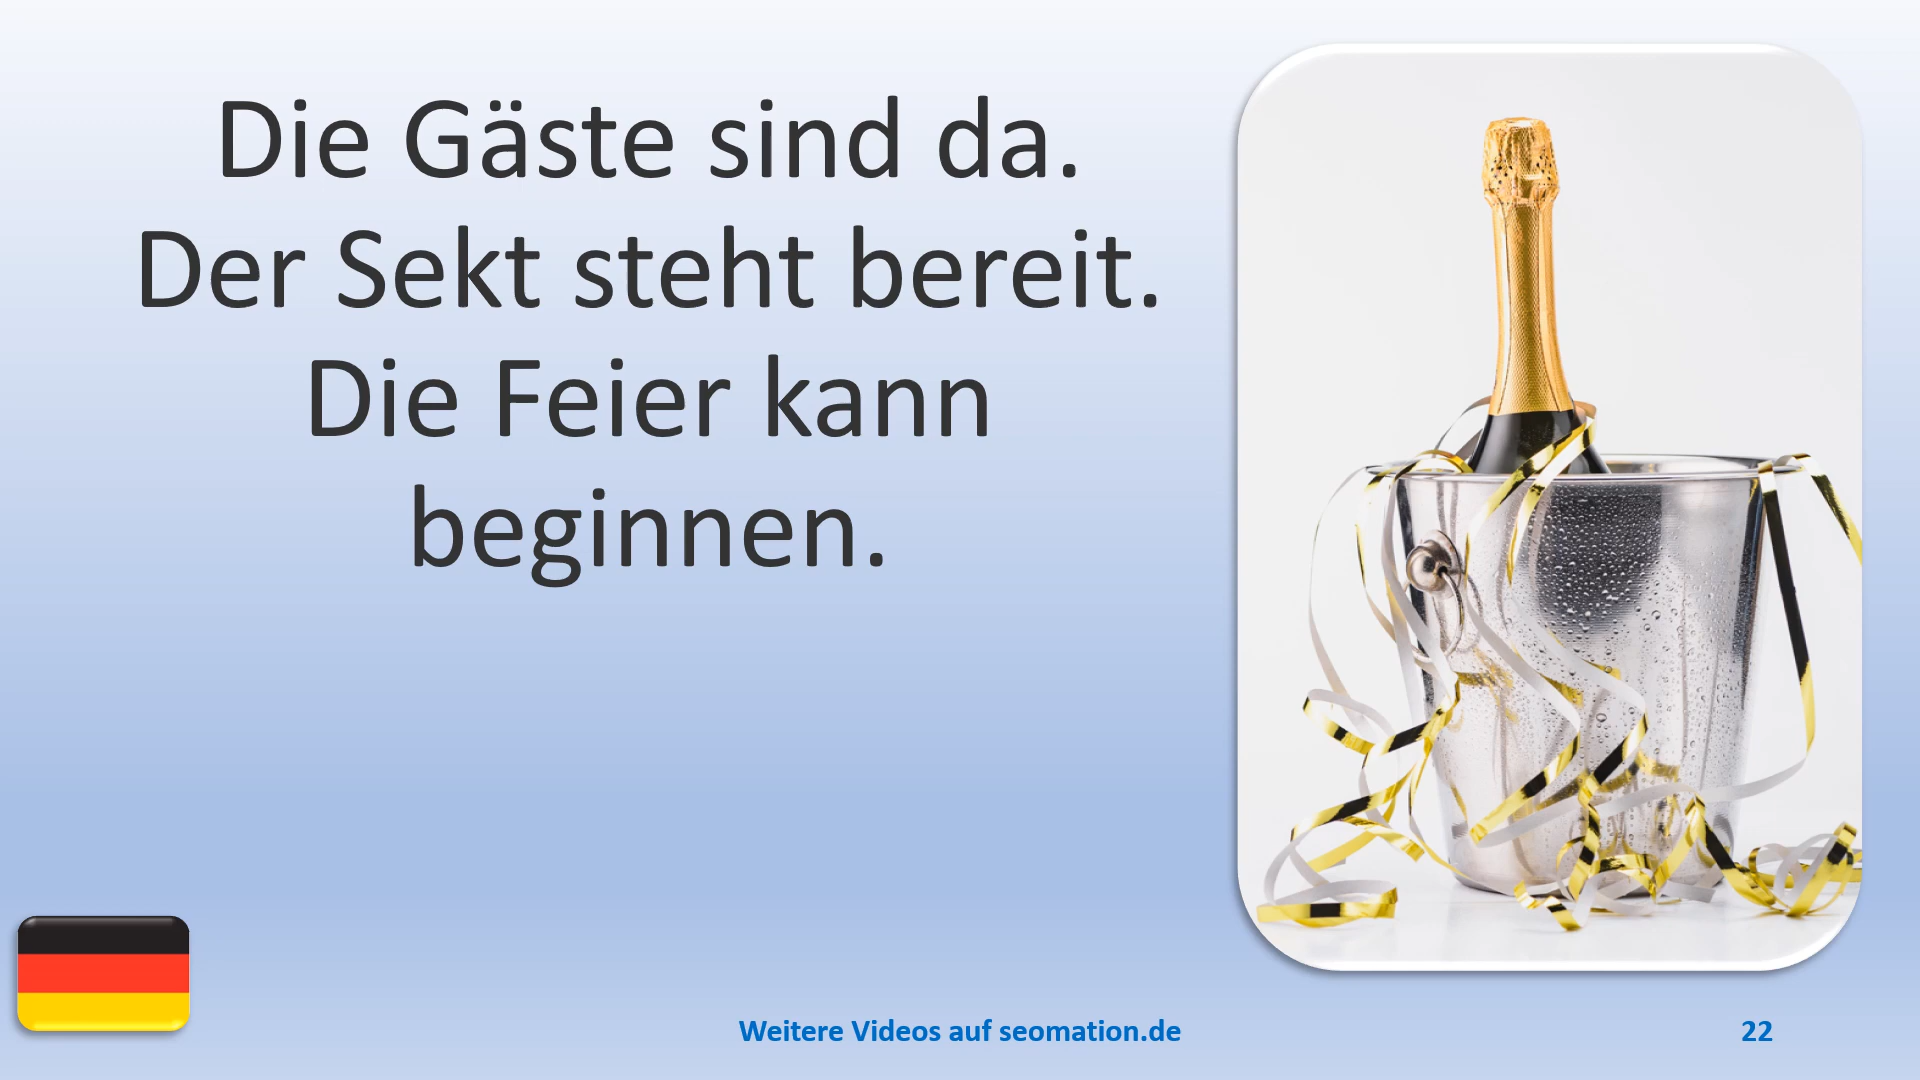 Die Gäste sind da.
Der Sekt steht bereit.
Die Feier kann
beginnen.
Weitere Videos auf seomation.de
22